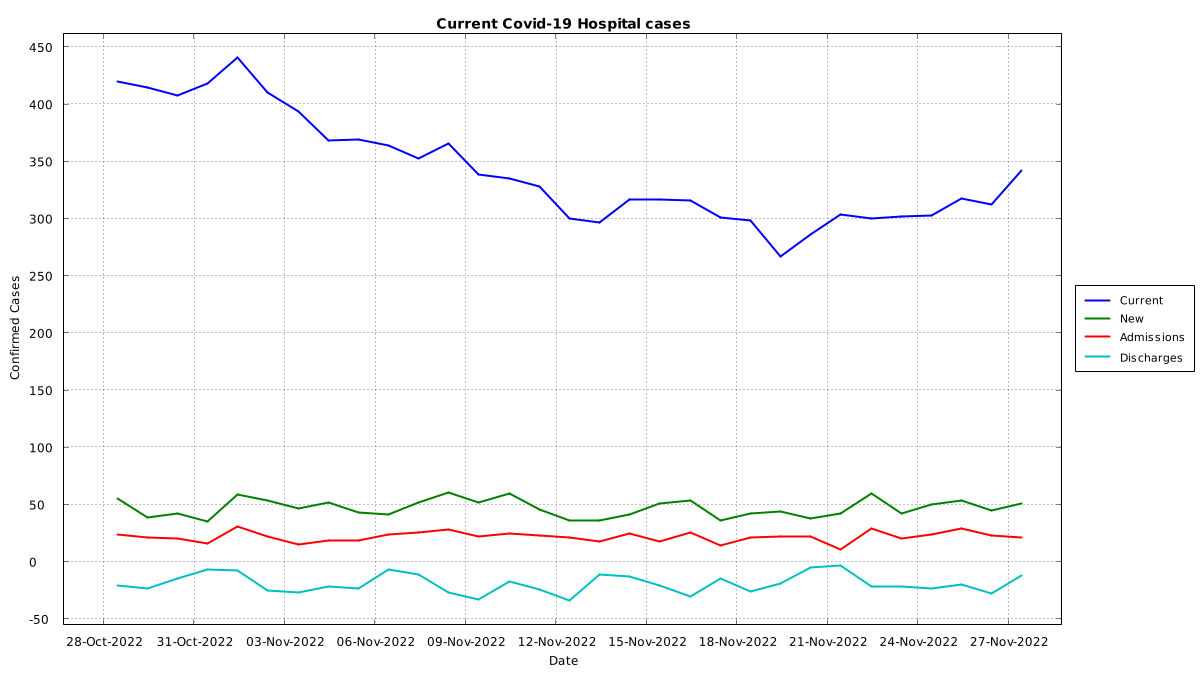 Current Covid-19 Hospital cases
450
400
350
300
250
200
150
100
50
0
-50
Confirmed Cases
28-Oct-2022 31-Oct-2022 03-Nov-2022 06-Nov-2022 09-Nov-2022 12-Nov-2022 15-Nov-2022 18-Nov-2022 21-Nov-2022 24-Nov-2022 27-Nov-2022
Date
Current
New
Admissions
Discharges